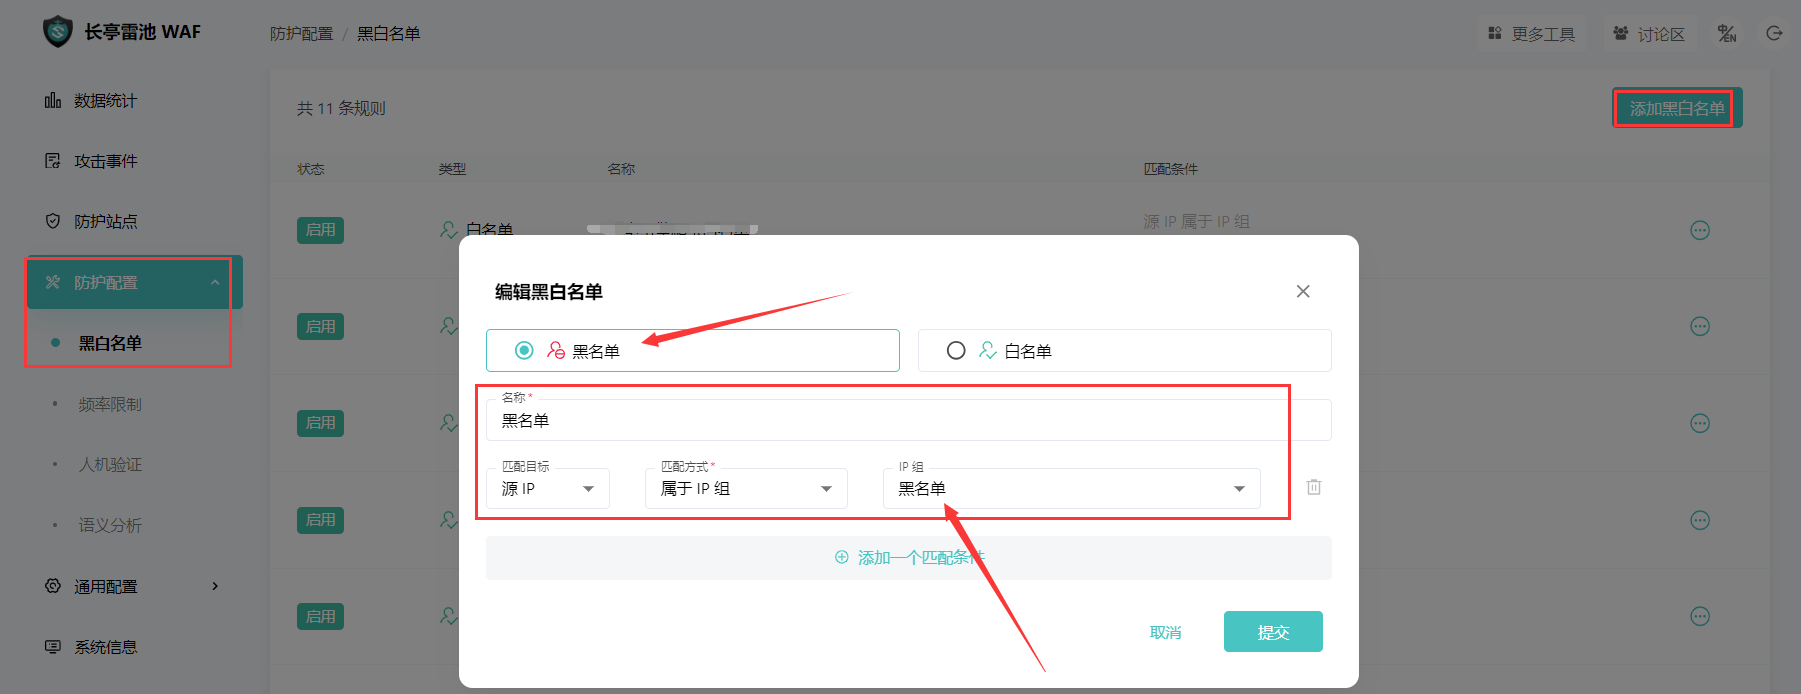 长亭雷池 WAF
防护配置 / 黑白名单
更多工具
讨论区
中/EN
数据统计
攻击事件
防护站点
防护配置
黑白名单
频率限制
人机验证
语义分析
通用配置
系统信息
共 11 条规则
添加黑白名单
状态
类型
名称
匹配条件
启用
白名单
源 IP 属于 IP 组
启用
启用
启用
启用
编辑黑白名单
黑名单
白名单
名称 *
黑名单
匹配目标
源 IP
匹配方式 *
属于 IP 组
IP 组
黑名单
添加一个匹配条件
取消
提交